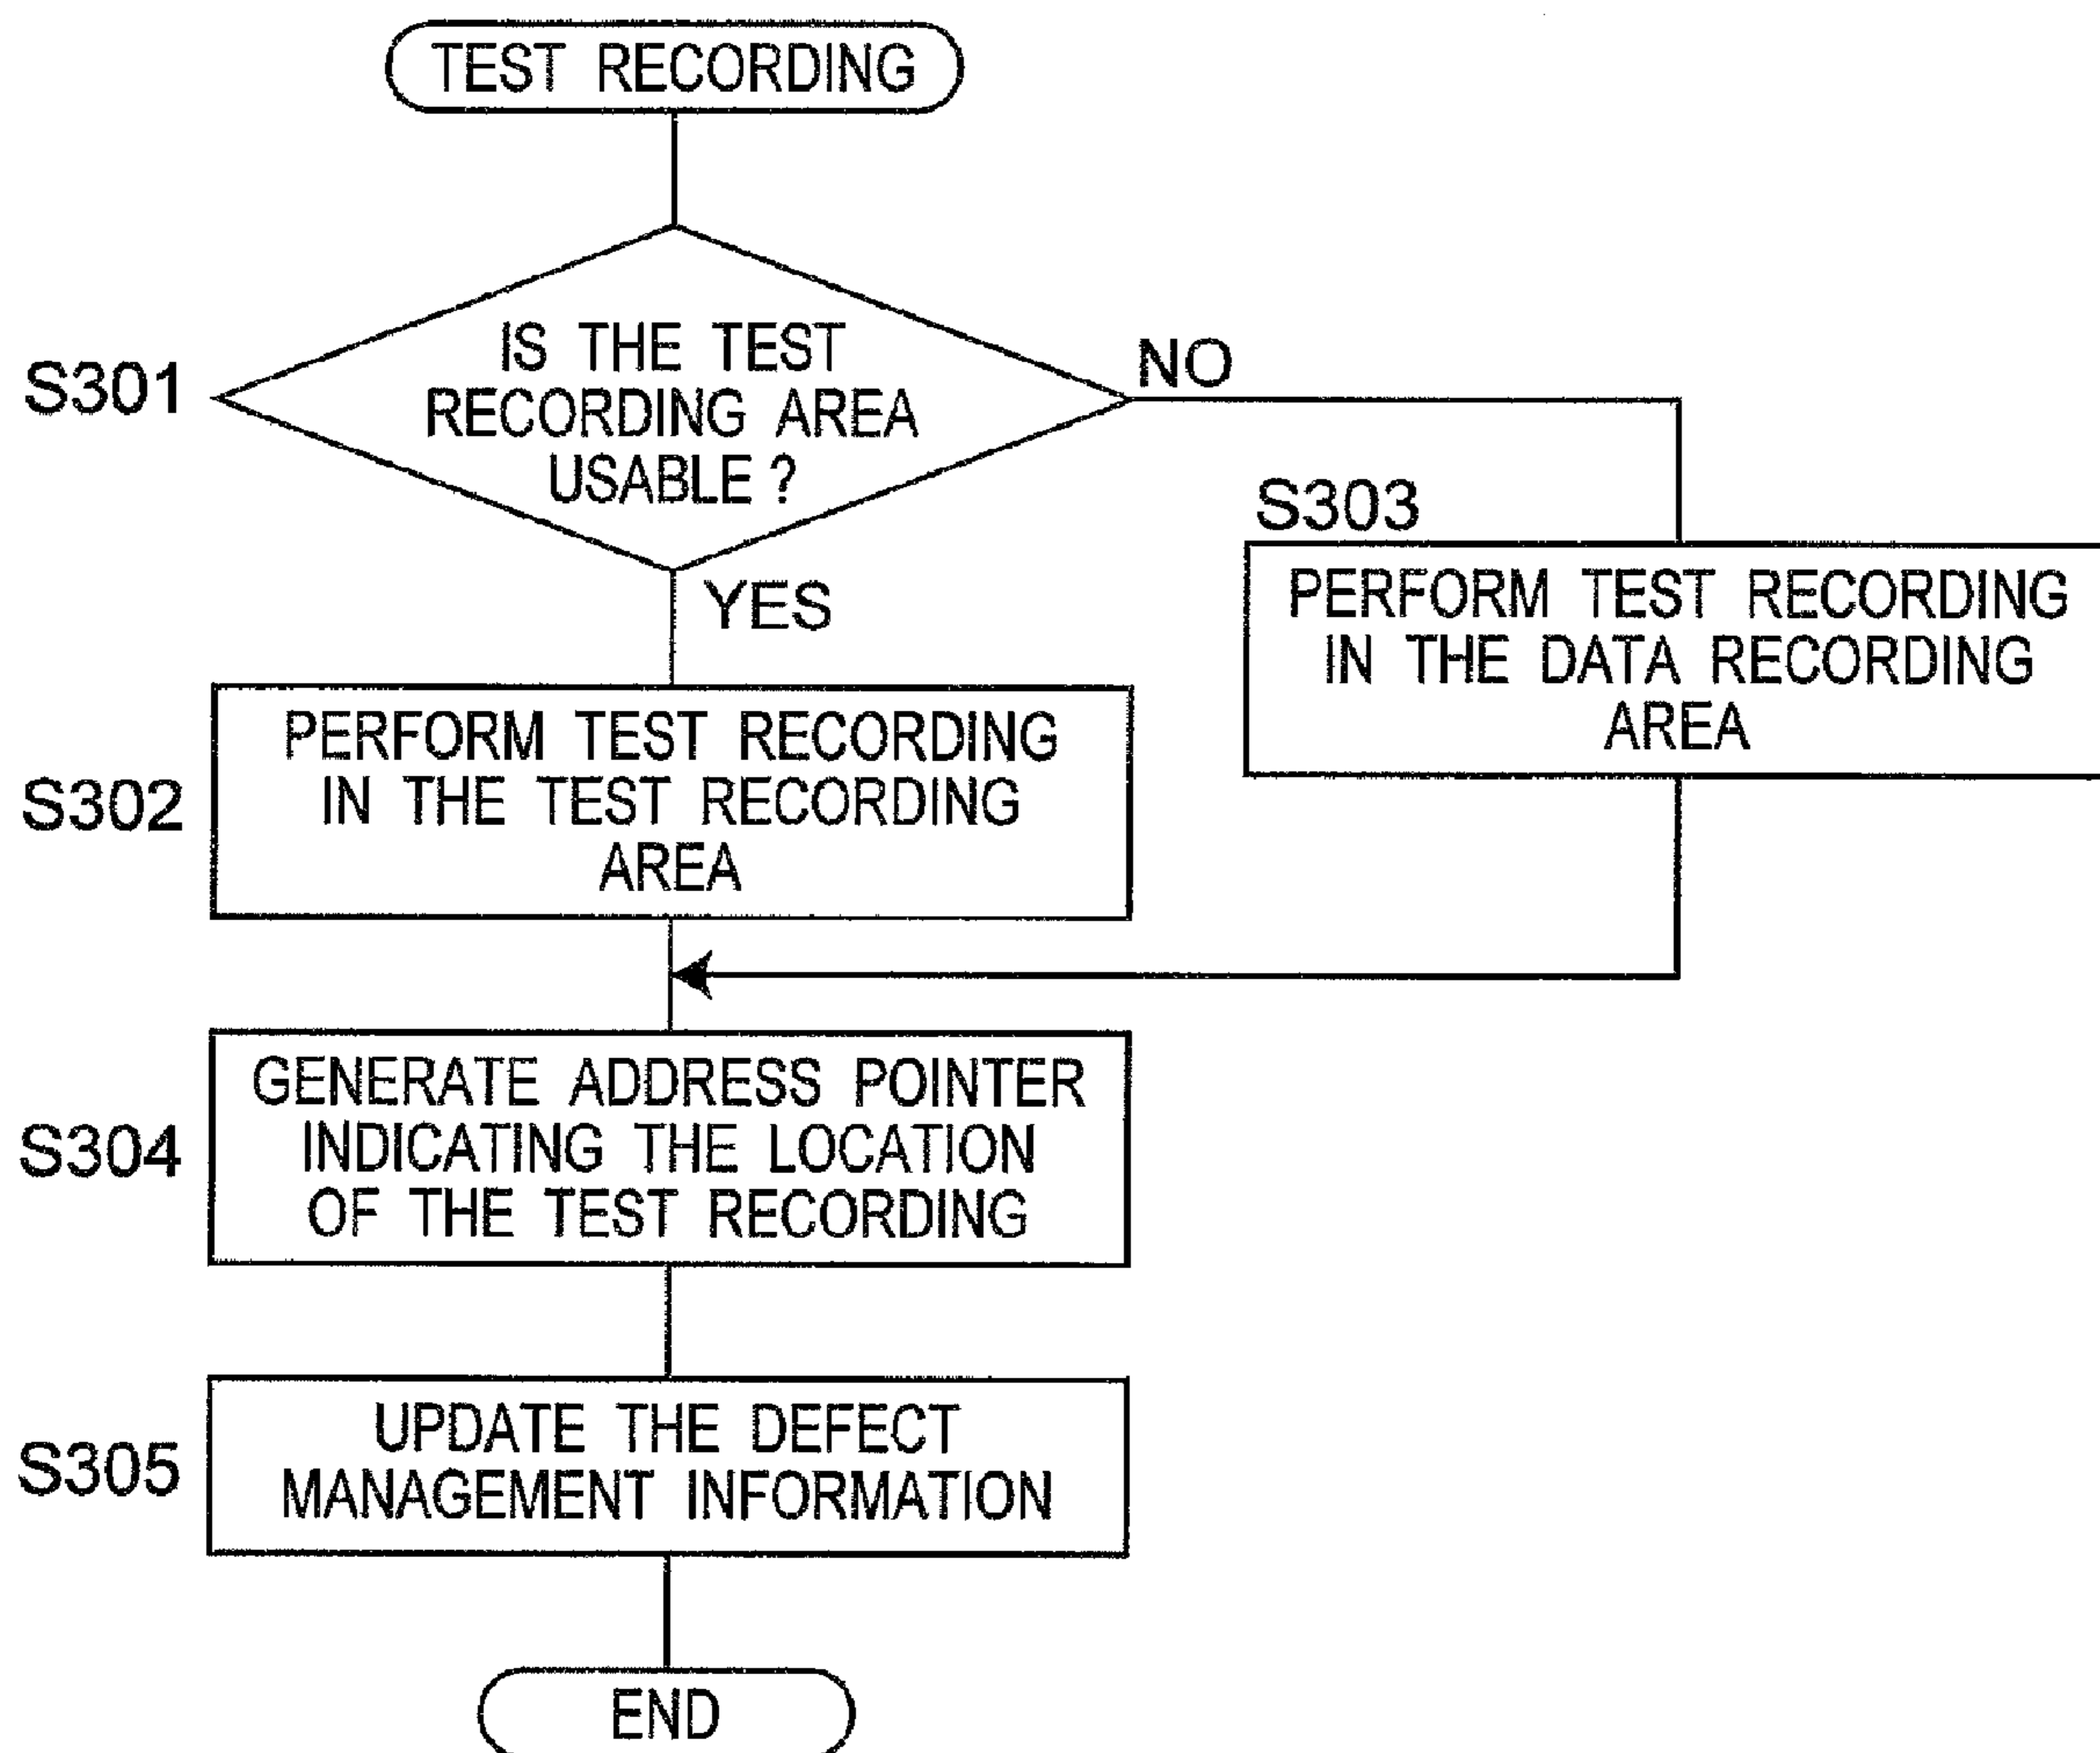 TEST RECORDING
S301
IS THE TEST
RECORDING AREA
USABLE ?
NO
YES
S303
PERFORM TEST RECORDING
IN THE DATA RECORDING
AREA
S302
PERFORM TEST RECORDING
IN THE TEST RECORDING
AREA
S304
GENERATE ADDRESS POINTER
INDICATING THE LOCATION
OF THE TEST RECORDING
S305
UPDATE THE DEFECT
MANAGEMENT INFORMATION
END